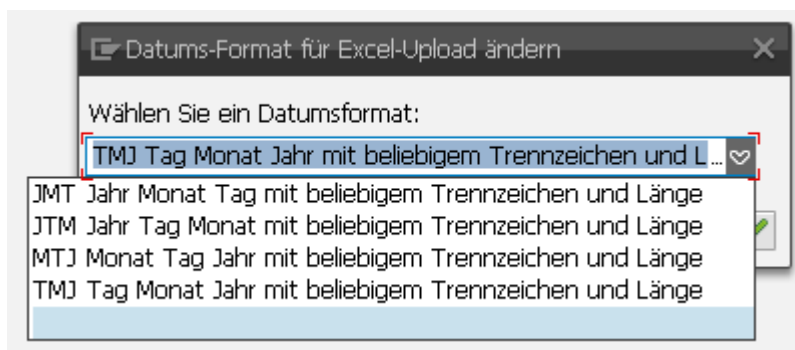 Datums-Format für Excel-Upload ändern
Wählen Sie ein Datumsformat:
TMJ Tag Monat Jahr mit beliebigem Trennzeichen und L...
JMT Jahr Monat Tag mit beliebigem Trennzeichen und Länge
JTM Jahr Tag Monat mit beliebigem Trennzeichen und Länge
MTJ Monat Tag Jahr mit beliebigem Trennzeichen und Länge
TMJ Tag Monat Jahr mit beliebigem Trennzeichen und Länge